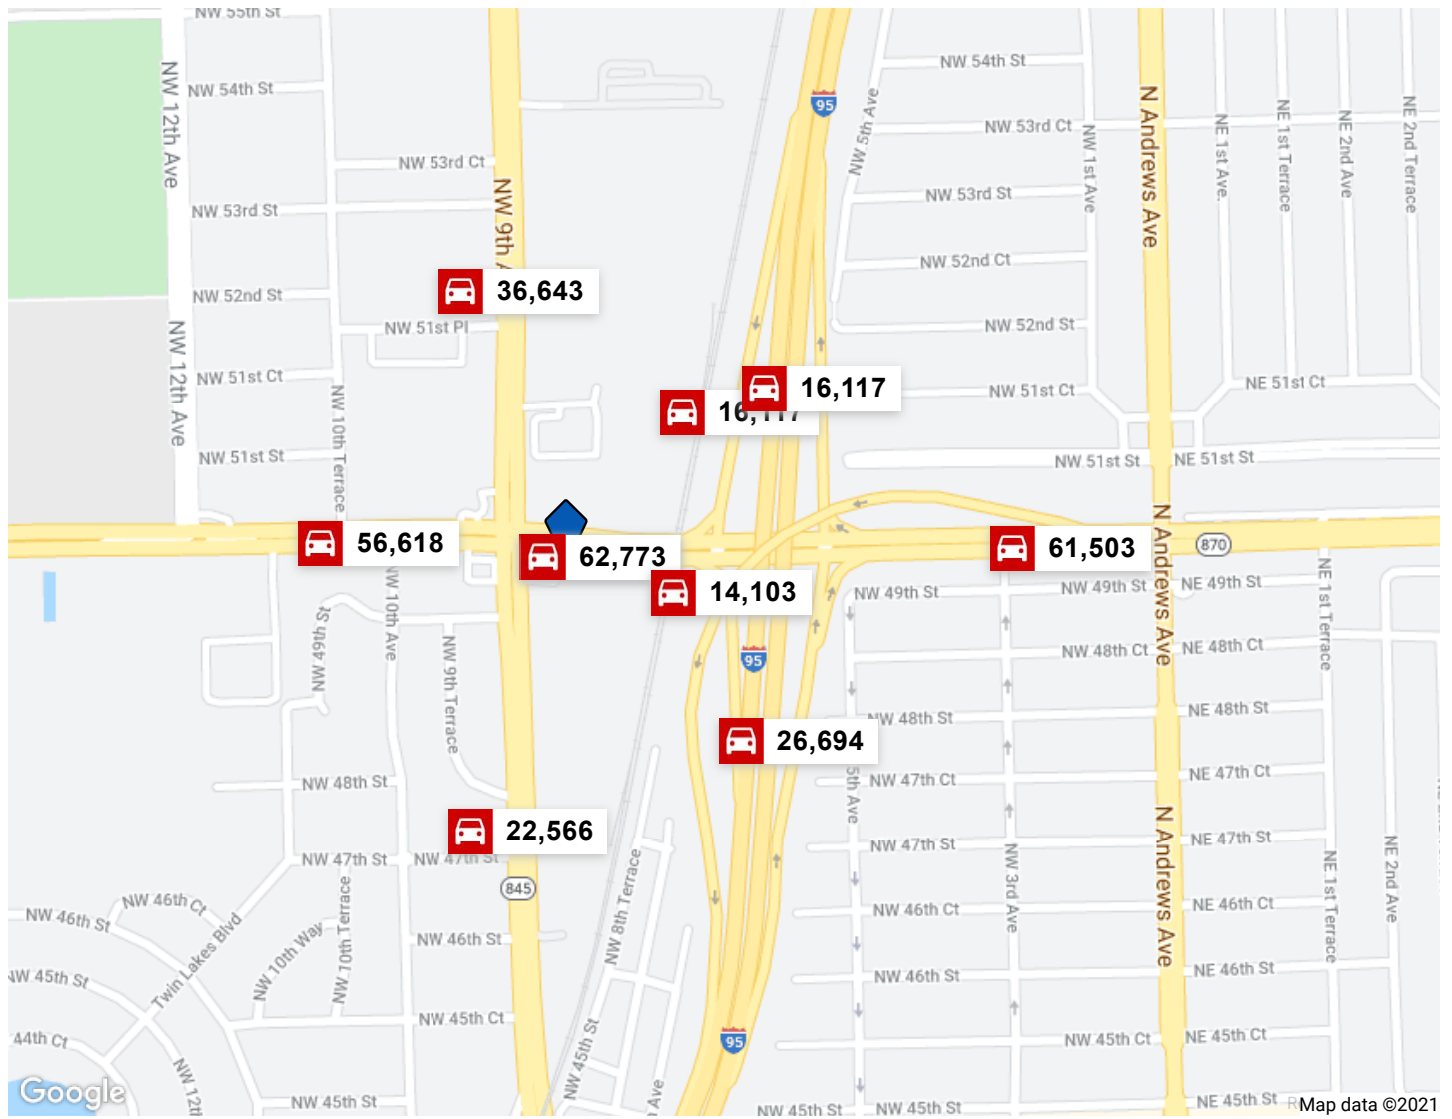 NW 55th St
NW 54th St
NW 12th Ave
NW 54th St
95
NW 5th Ave
N Andrews Ave
NW 53rd Ct
NW 1st Ave
NE 1st Ave
NE 1st Terrace
NE 2nd Ave
NE 2nd Terrace
NW 53rd Ct
NW 53rd St
NW 53rd St
NW 9th
NW 52nd Ct
36,643
NW 52nd St
NW 51st Pl
NW 52nd St
NW 12th Ave
NW 51st Ct
NW 10th Terrace
16,117
16,117
NW 51st Ct
NE 51st Ct
NW 51st St
NW 51st St
NE 51st St
56,618
62,773
61,503
N Andrews Ave
870
14,103
NW 49th St
NW 49th St
NE 49th St
NE 1st Terrace
NW 10th Ave
NW 49th St
NW 9th Terrace
95
NW 48th Ct
NE 48th Ct
26,694
NW 48th St
NE 48th St
NW 48th St
5th Ave
NW 47th Ct
NE 47th Ct
22,566
NW 47th St
NW 47th St
NW 47th St
NE 47th St
N Andrews Ave
NW 3rd Ave
NE 1st Terrace
NE 2nd Ave
845
NW 46th Ct
NW 46th St
Twin Lakes Blvd
NW 10th Way
NW 10th Terrace
NW 46th St
NW 8th Terrace
NW 46th Ct
NE 46th Ct
NW 45th St
NW 46th St
NE 46th St
NW 45th Ct
NW 45th St
95
NW 45th Ct
NE 45th Ct
44th Ct
NW 12th
NW 45th St
Ave
NW 45th St
NE 45th St
Google
Map data ©2021